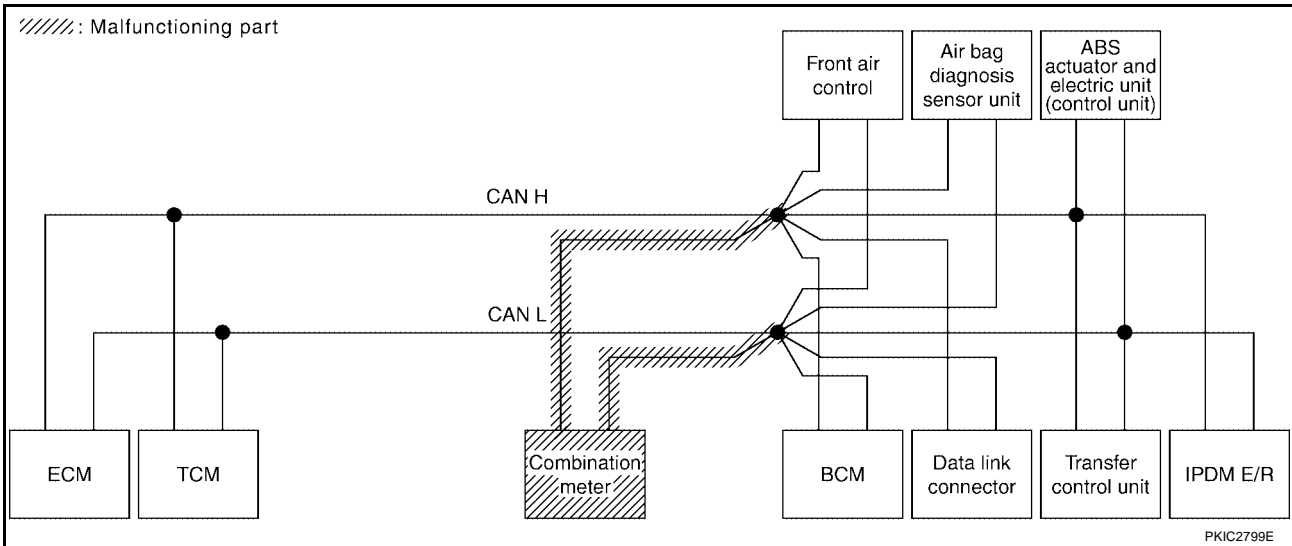 : Malfunctioning part
Front air
control
Air bag
diagnosis
sensor unit
ABS
actuator and
electric unit
(control unit)
CAN H
CAN L
ECM
TCM
Combination
meter
BCM
Data link
connector
Transfer
control unit
IPDM E/R
PKIC2799E